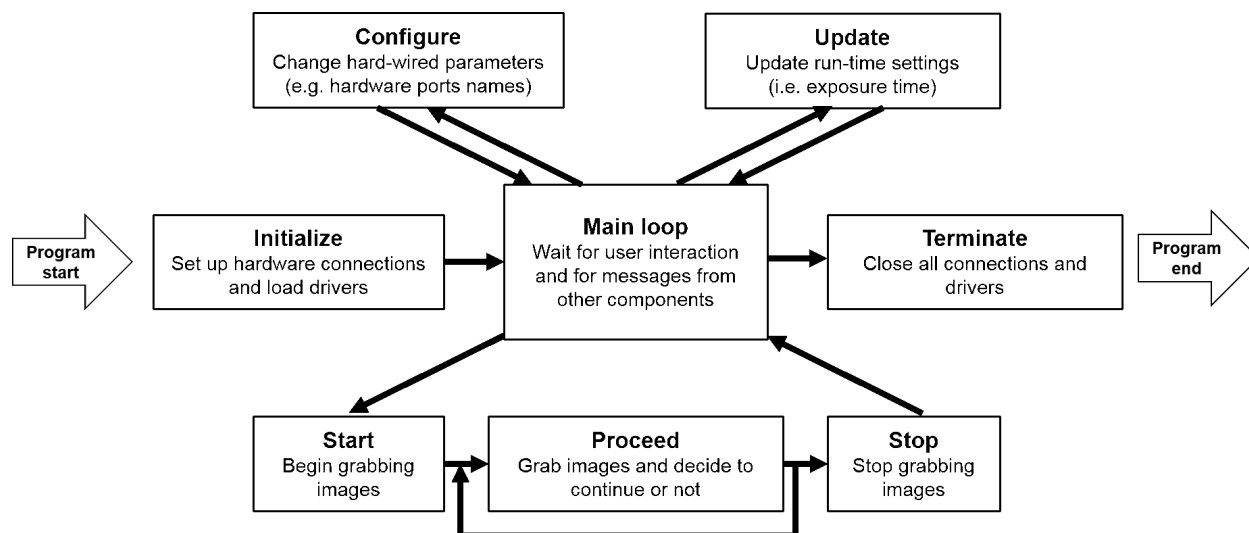 Configure
Change hard-wired parameters
(e.g. hardware ports names)
Update
Update run-time settings
(i.e. exposure time)
Program
start
Initialize
Set up hardware connections
and load drivers
Main loop
Wait for user interaction
and for messages from
other components
Terminate
Close all connections and
drivers
Program
end
Start
Begin grabbing
images
Proceed
Grab images and decide to
continue or not
Stop
Stop grabbing
images